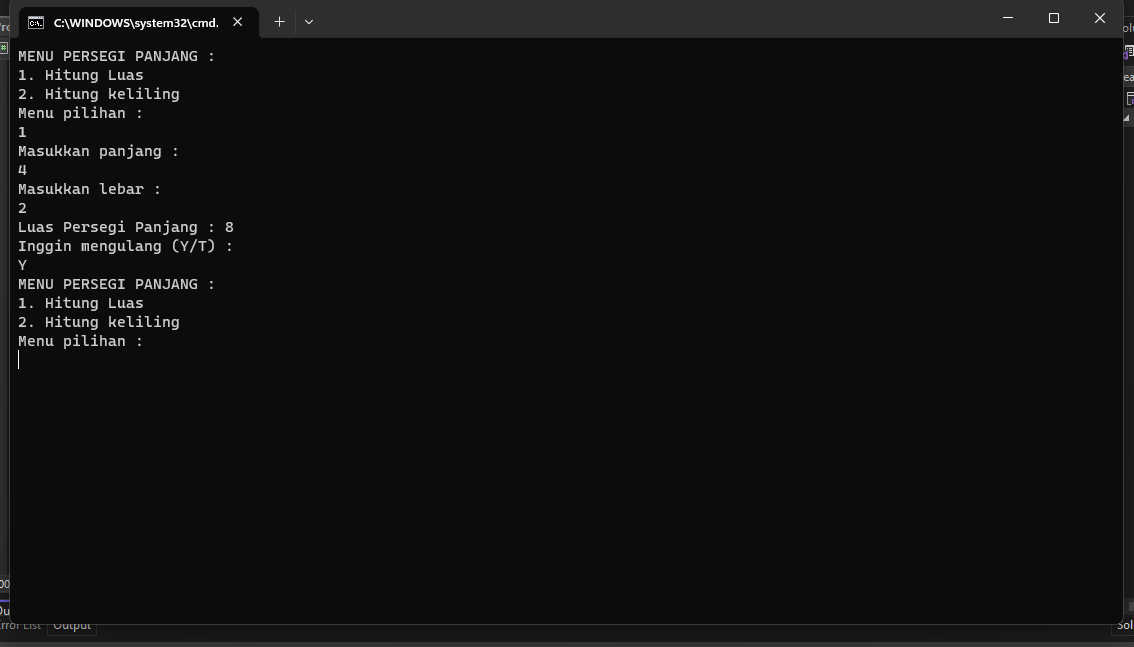 C:\WINDOWS\system32\cmd.
MENU PERSEGI PANJANG :
1. Hitung Luas
2. Hitung keliling
Menu pilihan :
1
Masukkan panjang :
4
Masukkan lebar :
2
Luas Persegi Panjang : 8
Inggin mengulang (Y/T) :
Y
MENU PERSEGI PANJANG :
1. Hitung Luas
2. Hitung keliling
Menu pilihan :
Output